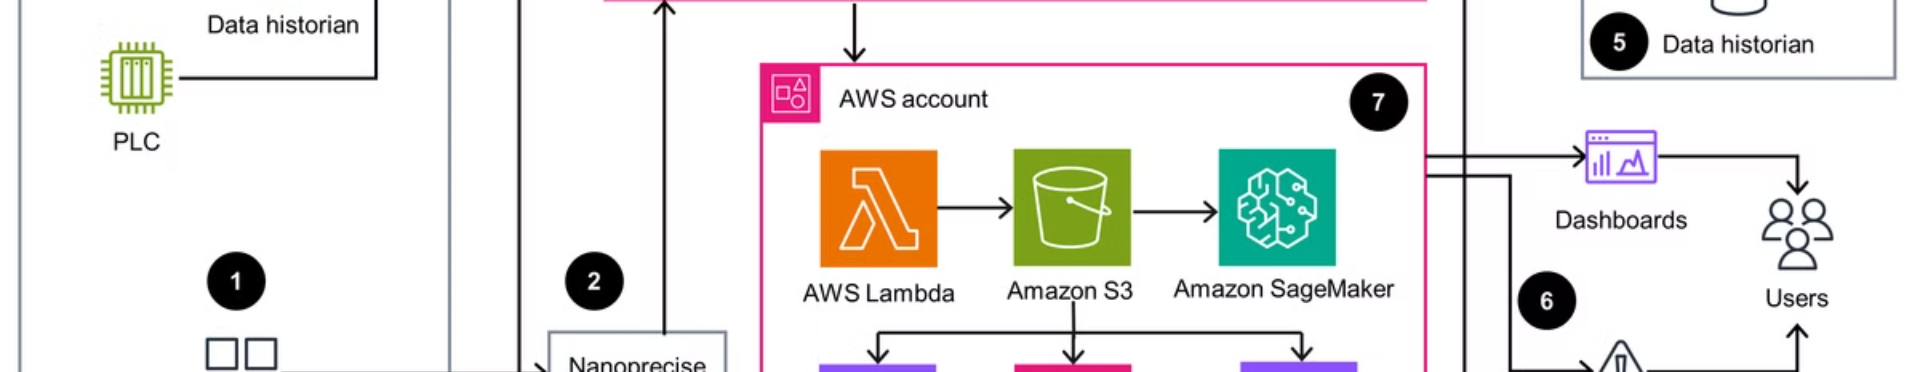 Data historian
PLC
1
2
Nanoprecise
AWS account
7
AWS Lambda
Amazon S3
Amazon SageMaker
5
Data historian
Dashboards
6
Users